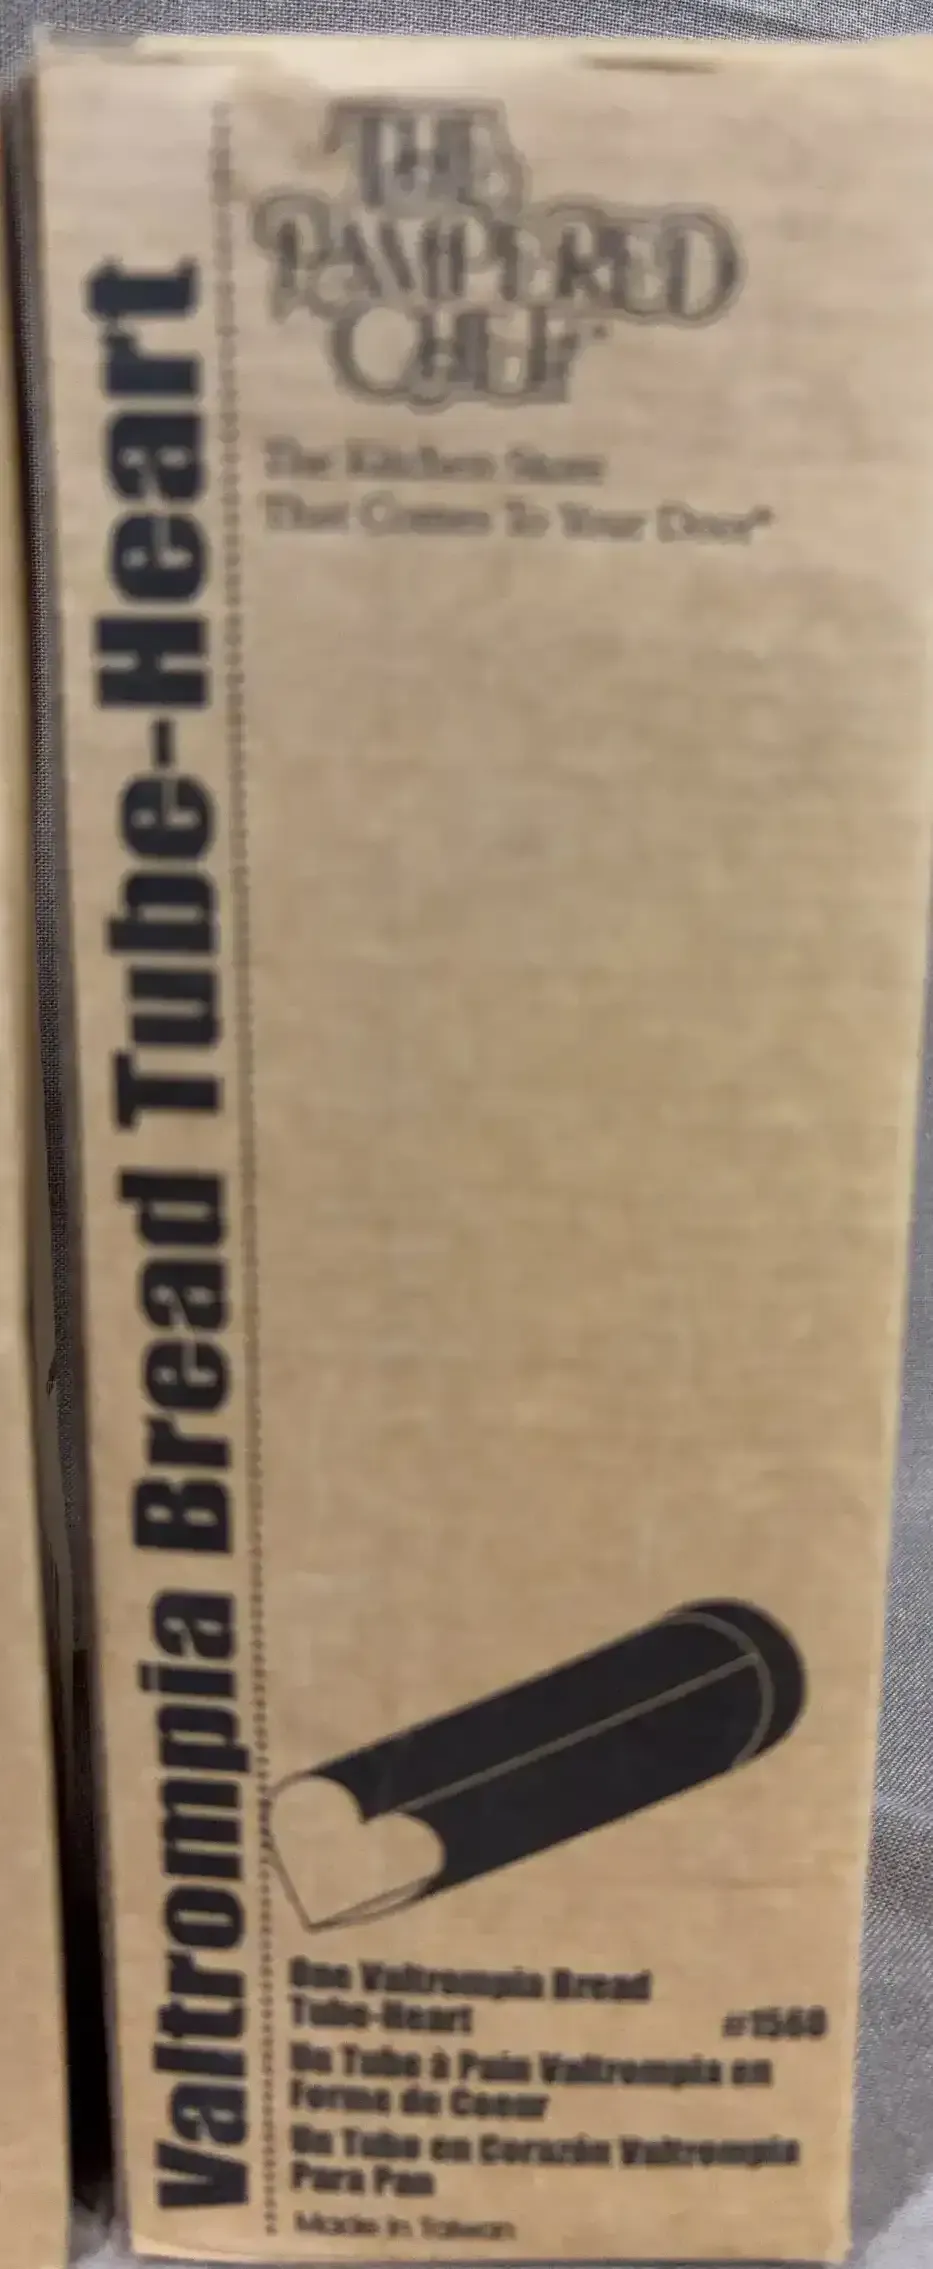 Valtrompia Bread Tube-Heart
THE
PAMPERED
CHEF
The Kitchen Store
That Comes To Your Door®
One Valtrompia Bread
Tube-Heart
#1560
Un Tube à Pain Valtrompia en
Forme de Coeur
Un Tube en Corazón Valtrompia
Para Pan
Made in Taiwan